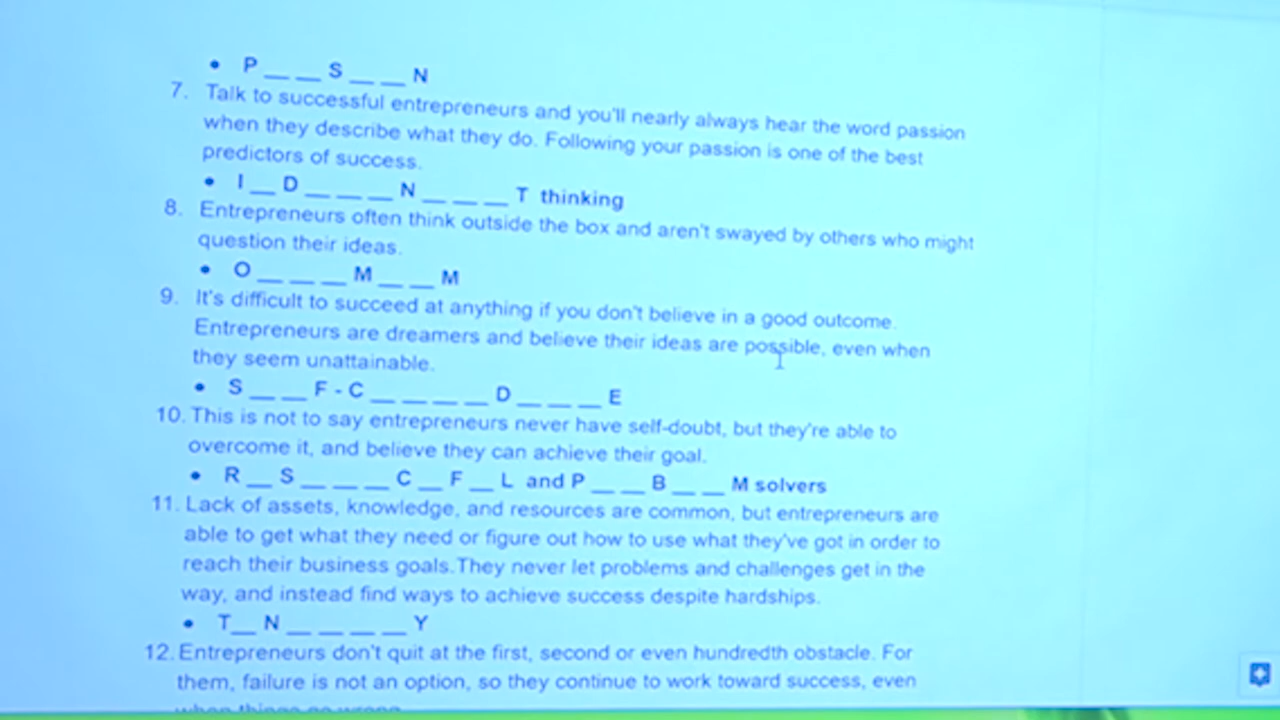 • P __ __ S __ __ N
7. Talk to successful entrepreneurs and you'll nearly always hear the word passion
when they describe what they do. Following your passion is one of the best
predictors of success.
• I __ D __ __ __ N __ __ __ T thinking
8. Entrepreneurs often think outside the box and aren't swayed by others who might
question their ideas.
• O __ __ __ M __ __ M
9. It's difficult to succeed at anything if you don't believe in a good outcome.
Entrepreneurs are dreamers and believe their ideas are possible, even when
they seem unattainable.
• S __ __ F - C __ __ __ __ D __ __ __ E
10. This is not to say entrepreneurs never have self-doubt, but they're able to
overcome it, and believe they can achieve their goal.
• R __ S __ __ __ C __ F __ L and P __ __ B __ __ M solvers
11. Lack of assets, knowledge, and resources are common, but entrepreneurs are
able to get what they need or figure out how to use what they've got in order to
reach their business goals.They never let problems and challenges get in the
way, and instead find ways to achieve success despite hardships.
• T__ N __ __ __ __ Y
12. Entrepreneurs don't quit at the first, second or even hundredth obstacle. For
them, failure is not an option, so they continue to work toward success, even
when things go wrong.